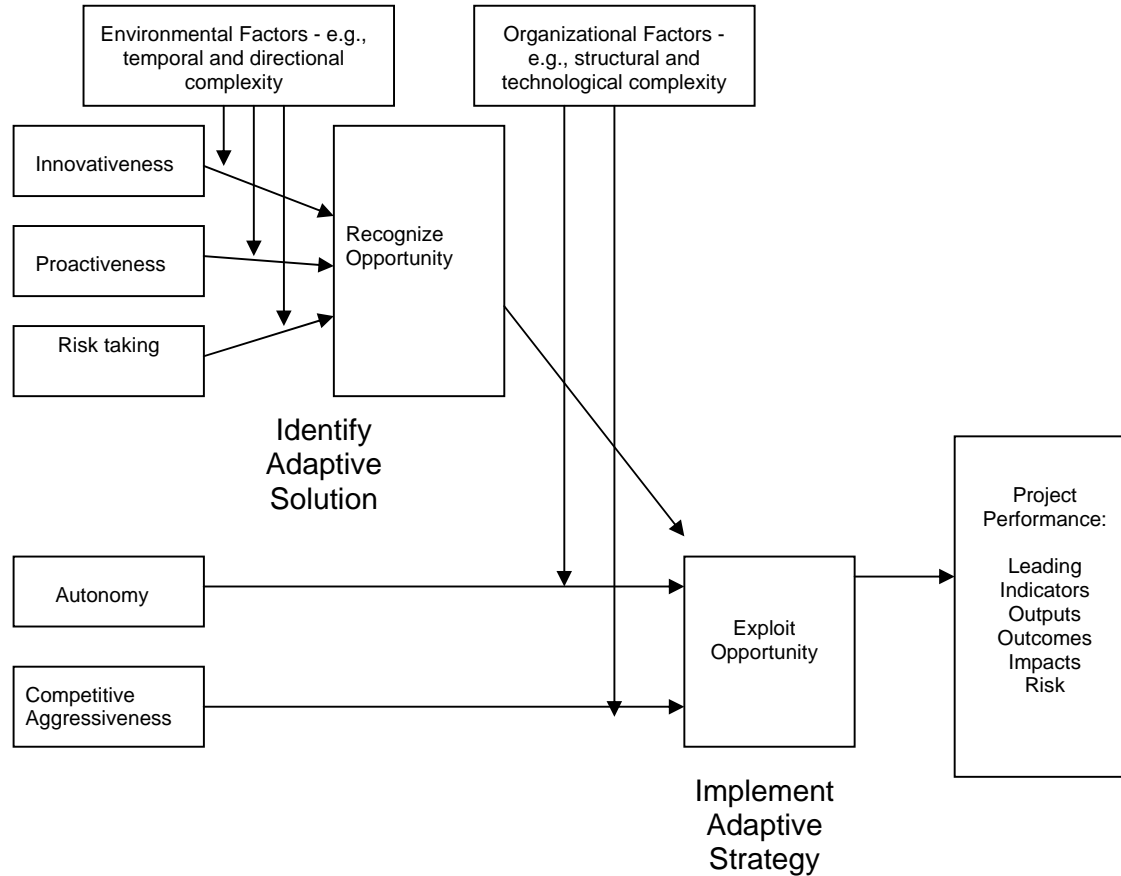 Environmental Factors - e.g.,
temporal and directional
complexity
Organizational Factors -
e.g., structural and
technological complexity
Innovativeness
Proactiveness
Risk taking
Recognize
Opportunity
Identify
Adaptive
Solution
Autonomy
Competitive
Aggressiveness
Exploit
Opportunity
Implement
Adaptive
Strategy
Project
Performance:
Leading
Indicators
Outputs
Outcomes
Impacts
Risk